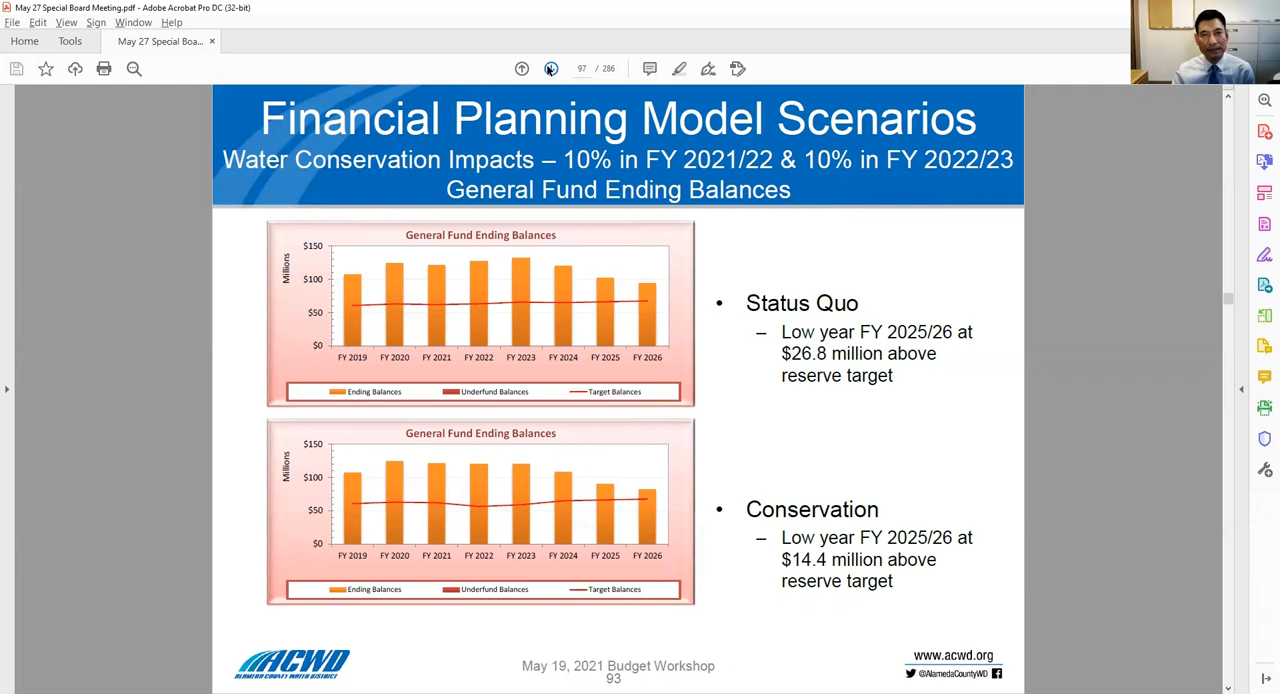 May 27 Special Board Meeting.pdf - Adobe Acrobat Pro DC (32-bit)
File Edit View Sign Window Help
Home Tools May 27 Special Boa... ×
97 / 286
Financial Planning Model Scenarios
Water Conservation Impacts – 10% in FY 2021/22 & 10% in FY 2022/23
General Fund Ending Balances
General Fund Ending Balances
Millions
$150
$100
$50
$0
FY 2019 FY 2020 FY 2021 FY 2022 FY 2023 FY 2024 FY 2025 FY 2026
Ending Balances Underfund Balances Target Balances
• Status Quo
– Low year FY 2025/26 at
$26.8 million above
reserve target
General Fund Ending Balances
Millions
$150
$100
$50
$0
FY 2019 FY 2020 FY 2021 FY 2022 FY 2023 FY 2024 FY 2025 FY 2026
Ending Balances Underfund Balances Target Balances
• Conservation
– Low year FY 2025/26 at
$14.4 million above
reserve target
ACWD
ALAMEDA COUNTY WATER DISTRICT
May 19, 2021 Budget Workshop
93
www.acwd.org
@AlamedaCountyWD